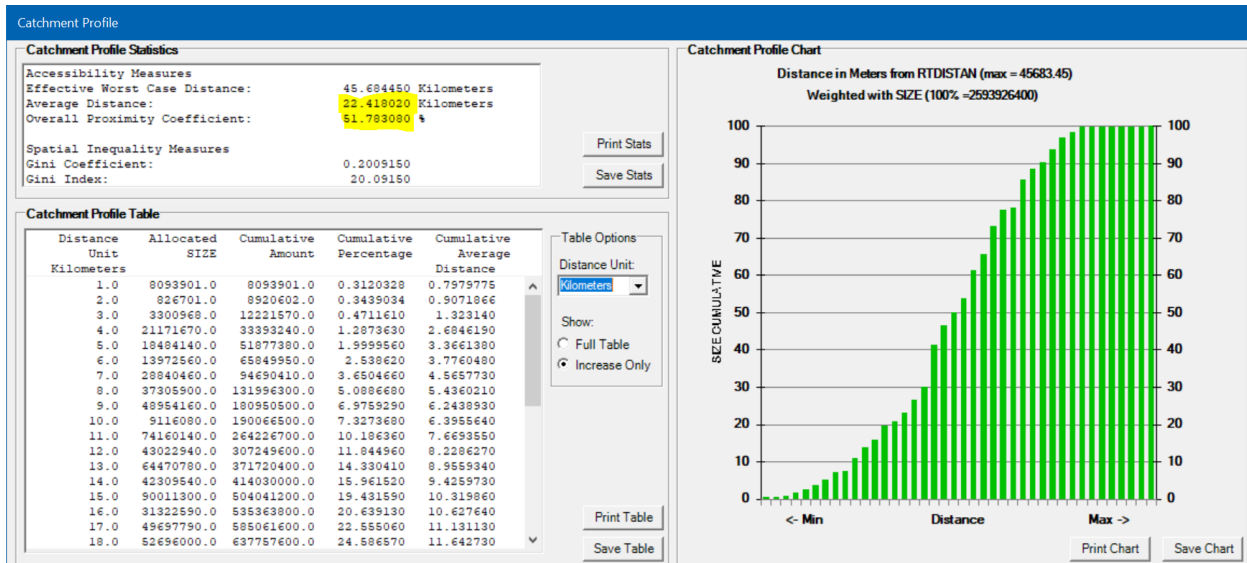 Catchment Profile
Catchment Profile Statistics
Accessibility Measures
Effective Worst Case Distance: 45.684450 Kilometers
Average Distance: 22.418020 Kilometers
Overall Proximity Coefficient: 51.783080 %
Spatial Inequality Measures
Gini Coefficient: 0.2009150
Gini Index: 20.09150
Print Stats
Save Stats
Catchment Profile Table
Distance Allocated Cumulative Cumulative Cumulative
Unit SIZE Amount Percentage Average
Kilometers Distance
1.0 8093901.0 8093901.0 0.3120328 0.7979775
2.0 826701.0 8920602.0 0.3439034 0.9071866
3.0 3300968.0 12221570.0 0.4711610 1.323140
4.0 21171670.0 33393240.0 1.2873630 2.6846190
5.0 18484140.0 51877380.0 1.9999560 3.3661380
6.0 13972560.0 65849950.0 2.538620 3.7760480
7.0 28840460.0 94690410.0 3.6504660 4.5657730
8.0 37305900.0 131996300.0 5.0886680 5.4360210
9.0 48954160.0 180950500.0 6.9759290 6.2438930
10.0 9116080.0 190066500.0 7.3273680 6.3955640
11.0 74160140.0 264226700.0 10.186360 7.6693550
12.0 43022940.0 307249600.0 11.844960 8.2286270
13.0 64470780.0 371720400.0 14.330410 8.9559340
14.0 42309540.0 414030000.0 15.961520 9.4259730
15.0 90011300.0 504041200.0 19.431590 10.319860
16.0 31322590.0 535363800.0 20.639130 10.627640
17.0 49697790.0 585061600.0 22.555060 11.131130
18.0 52696000.0 637757600.0 24.586570 11.642730
Table Options
Distance Unit:
Kilometers
Show:
Full Table
Increase Only
Print Table
Save Table
Catchment Profile Chart
Distance in Meters from RTDISTAN (max = 45683.45)
Weighted with SIZE (100% =2593926400)
SIZE CUMULATIVE
100 100
90 90
80 80
70 70
60 60
50 50
40 40
30 30
20 20
10 10
0 0
<- Min Distance Max ->
Print Chart
Save Chart